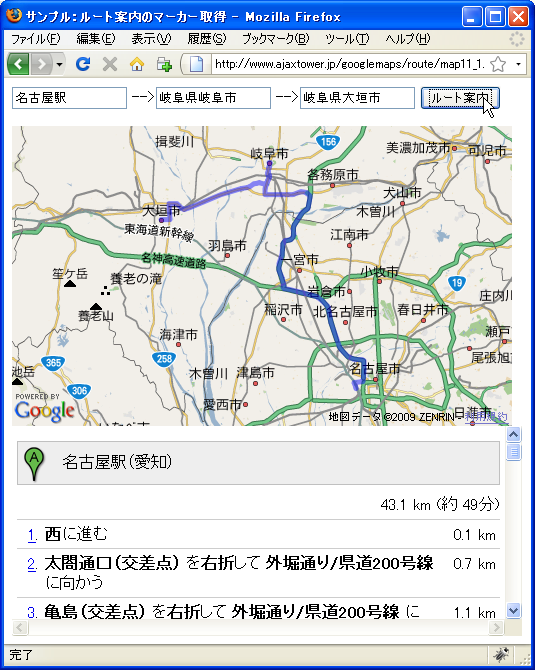 サンプル：ルート案内のマーカー取得 - Mozilla Firefox
ファイル(F) 編集(E) 表示(V) 履歴(S) ブックマーク(B) ツール(T) ヘルプ(H)
http://www.ajaxtower.jp/googlemaps/route/map11_1.
名古屋駅 --> 岐阜県岐阜市 --> 岐阜県大垣市 ルート案内
揖斐川
156
美濃加茂市
可児市
岐阜市
各務原市
犬山市
大垣市
木曽川
東海道新幹線
江南市
羽島市
名神高速道路
一宮市
小牧市
笙ケ岳
養老の滝
19
岩倉市
庄内川
稲沢市
北名古屋市
春日井市
養老山
海津市
瀬戸
365
258
尾張旭
池岳
木曽川
津島市
名古屋市
306
愛西市
POWERED BY
Google
地図データ ©2009 ZENRIN -
日進市
A 名古屋駅(愛知)
43.1 km (約 49分)
1. 西に進む 0.1 km
2. 太閤通口(交差点) を右折して 外堀通り/県道200号線 0.7 km
に向かう
3. 亀島(交差点) を右折して 外堀通り/県道200号線 に 1.1 km
完了